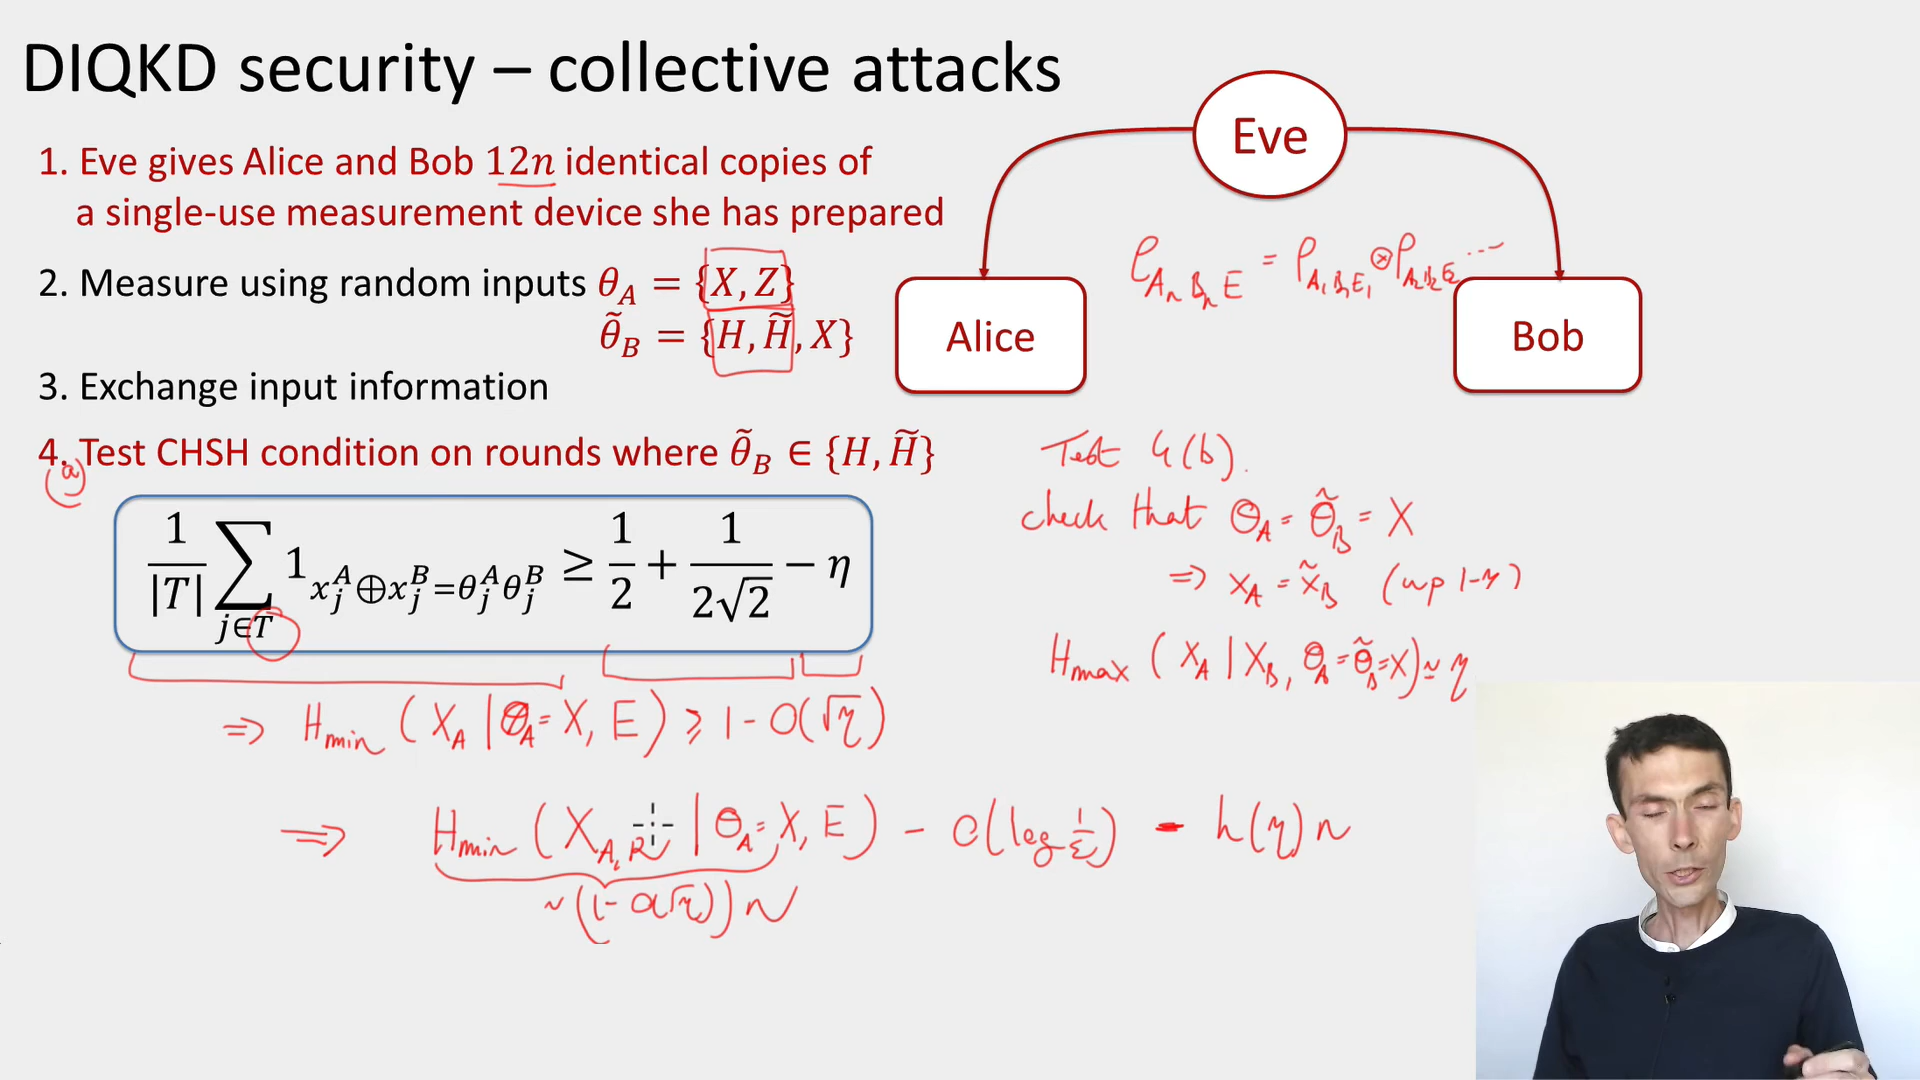 DIQKD security – collective attacks
1. Eve gives Alice and Bob 12n identical copies of
a single-use measurement device she has prepared
2. Measure using random inputs θ_A = {X, Z}
θ̃_B = {H, H̃, X}
3. Exchange input information
4. Test CHSH condition on rounds where θ̃_B ∈ {H, H̃}
(a)
1/|T| ∑_{j∈T} 1_{x_j^A ⊕ x_j^B = θ_j^A θ_j^B} ≥ 1/2 + 1/(2√2) − η
⇒ H_min (X_A | θ_A = X, E) ≥ 1 - O(√η)
⇒ H_min (X_{A,R} | θ_A = X, E) - O(log 1/ε) - h(η) n
~ (1 - O(√η)) n
Eve
Alice
Bob
ρ_{A_n B_n E} = ρ_{A_1 B_1 E_1} ⊗ ρ_{A_2 B_2 E_2} ...
Test 4(b).
check that θ_A = θ̃_B = X
⇒ x_A = x̃_B (wp 1-η)
H_max (X_A | X_B, θ_A = θ̃_B = X) ≃ η